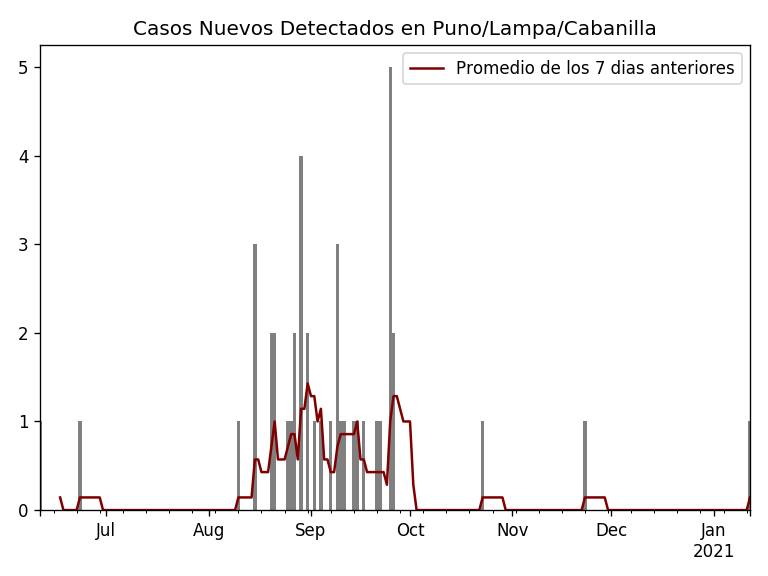 Casos Nuevos Detectados en Puno/Lampa/Cabanilla
Promedio de los 7 dias anteriores
5
4
3
2
1
0
Jul Aug Sep Oct Nov Dec Jan
2021